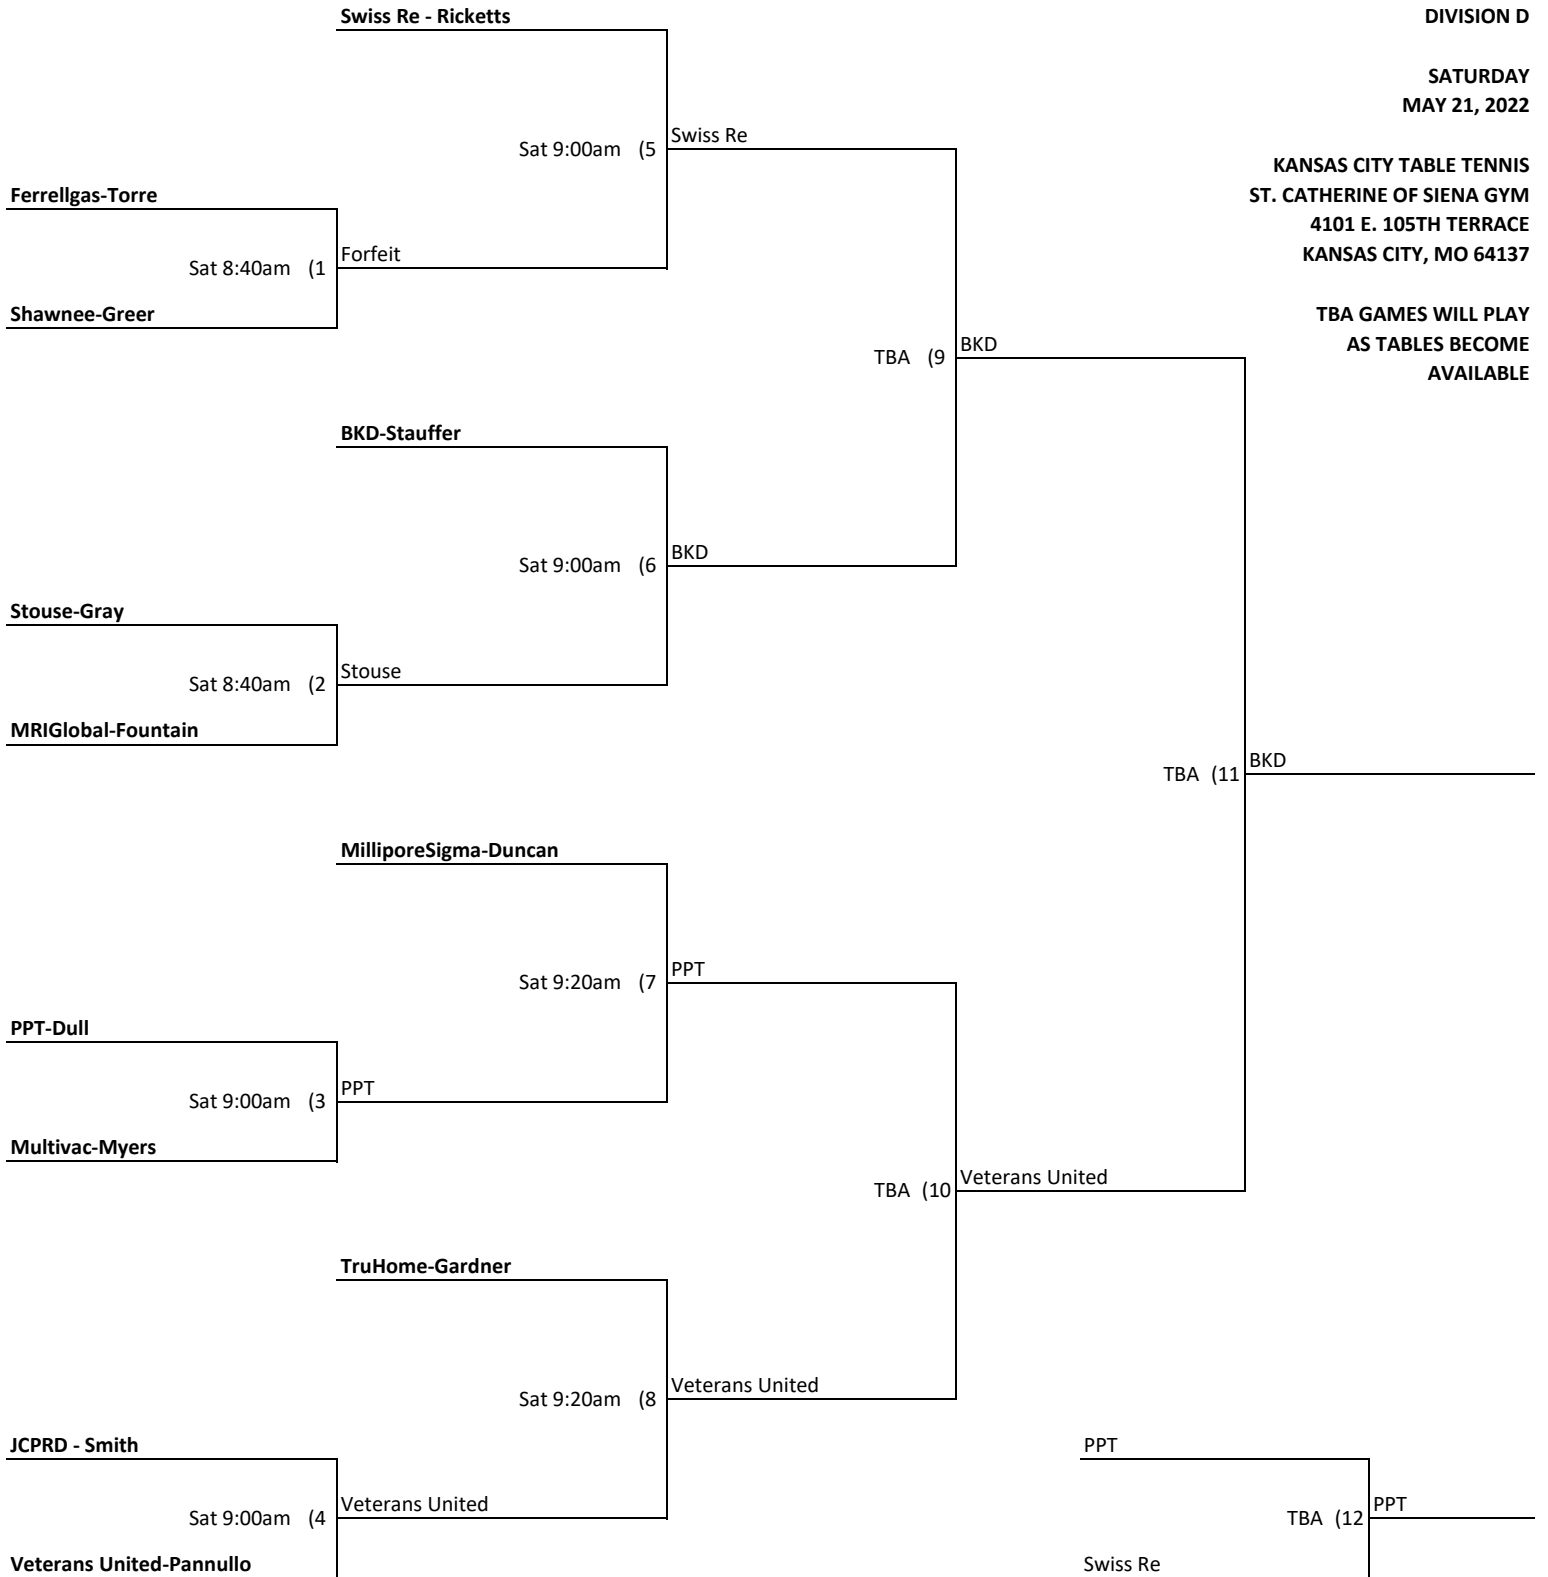 Swiss Re - Ricketts
DIVISION D
SATURDAY
MAY 21, 2022
Sat 9:00am (5
Swiss Re
KANSAS CITY TABLE TENNIS
Ferrellgas-Torre
ST. CATHERINE OF SIENA GYM
4101 E. 105TH TERRACE
Sat 8:40am (1
Forfeit
KANSAS CITY, MO 64137
Shawnee-Greer
TBA GAMES WILL PLAY
TBA (9
BKD
AS TABLES BECOME
AVAILABLE
BKD-Stauffer
Sat 9:00am (6
BKD
Stouse-Gray
Sat 8:40am (2
Stouse
MRIGlobal-Fountain
TBA (11
BKD
MilliporeSigma-Duncan
Sat 9:20am (7
PPT
PPT-Dull
Sat 9:00am (3
PPT
Multivac-Myers
TBA (10
Veterans United
TruHome-Gardner
Sat 9:20am (8
Veterans United
JCPRD - Smith
PPT
Sat 9:00am (4
Veterans United
TBA (12
PPT
Veterans United-Pannullo
Swiss Re